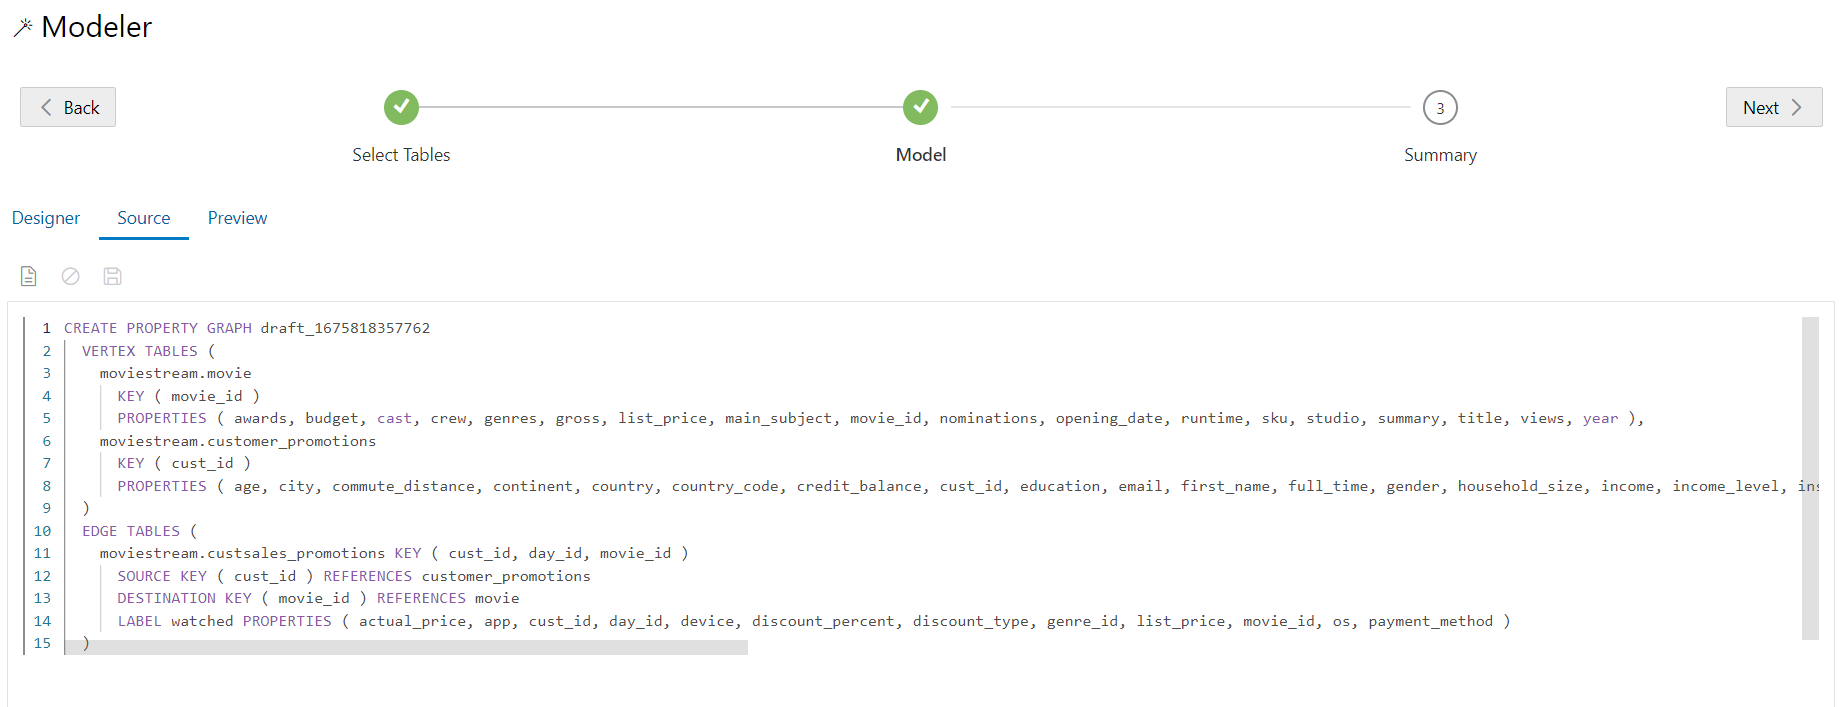 Modeler
Back
Next
3
Select Tables
Model
Summary
Designer
Source
Preview
1 CREATE PROPERTY GRAPH draft_1675818357762
2 VERTEX TABLES (
3 moviestream.movie
4 KEY ( movie_id )
5 PROPERTIES ( awards, budget, cast, crew, genres, gross, list_price, main_subject, movie_id, nominations, opening_date, runtime, sku, studio, summary, title, views, year ),
6 moviestream.customer_promotions
7 KEY ( cust_id )
8 PROPERTIES ( age, city, commute_distance, continent, country, country_code, credit_balance, cust_id, education, email, first_name, full_time, gender, household_size, income, income_level,
9 )
10 EDGE TABLES (
11 moviestream.custsales_promotions KEY ( cust_id, day_id, movie_id )
12 SOURCE KEY ( cust_id ) REFERENCES customer_promotions
13 DESTINATION KEY ( movie_id ) REFERENCES movie
14 LABEL watched PROPERTIES ( actual_price, app, cust_id, day_id, device, discount_percent, discount_type, genre_id, list_price, movie_id, os, payment_method )
15 )